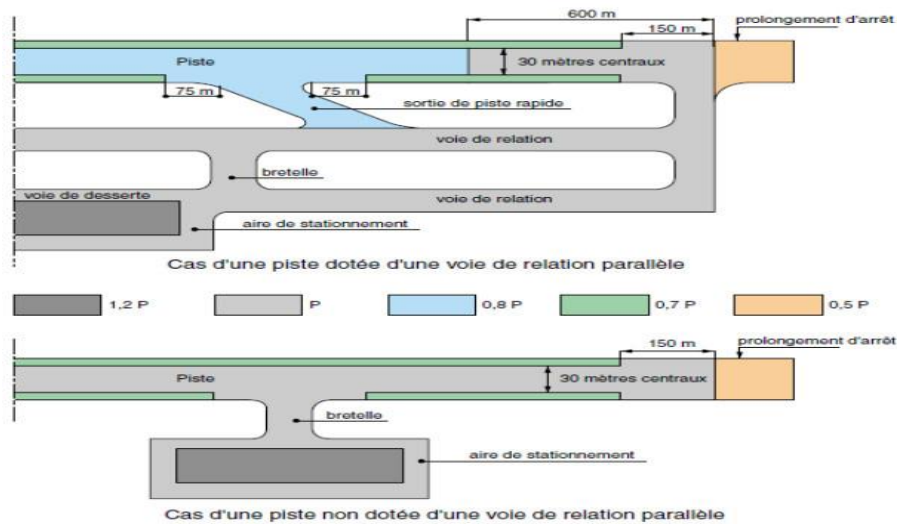 600 m
prolongement d'arrêt
150 m
Piste
30 mètres centraux
75 m
75 m
sortie de piste rapide
voie de relation
bretelle
voie de desserte
voie de relation
aire de stationnement
Cas d'une piste dotée d'une voie de relation parallèle
1,2 P
P
0,8 P
0,7 P
0,5 P
150 m
prolongement d'arrêt
Piste
30 mètres centraux
bretelle
aire de stationnement
Cas d'une piste non dotée d'une voie de relation parallèle